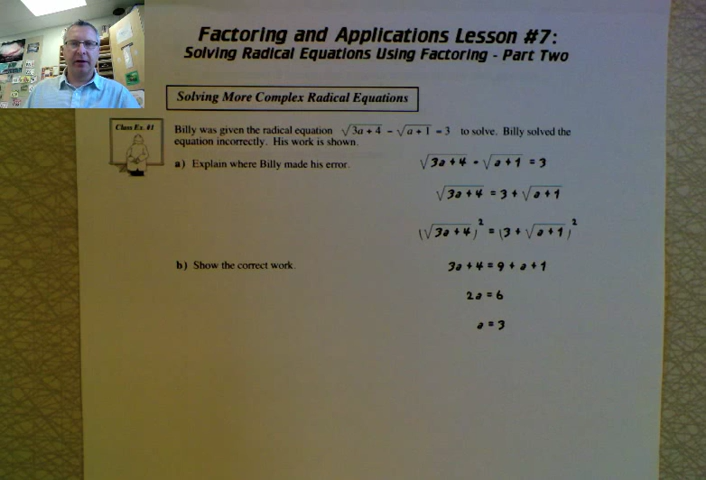 Factoring and Applications Lesson #7:
Solving Radical Equations Using Factoring - Part Two
Solving More Complex Radical Equations
Class Ex. #1
Billy was given the radical equation √(3a + 4) − √(a + 1) = 3 to solve. Billy solved the
equation incorrectly. His work is shown.
a) Explain where Billy made his error.
√(3a + 4) - √(a + 1) = 3
√(3a + 4) = 3 + √(a + 1)
(√(3a + 4))² = (3 + √(a + 1))²
b) Show the correct work.
3a + 4 = 9 + a + 1
2a = 6
a = 3